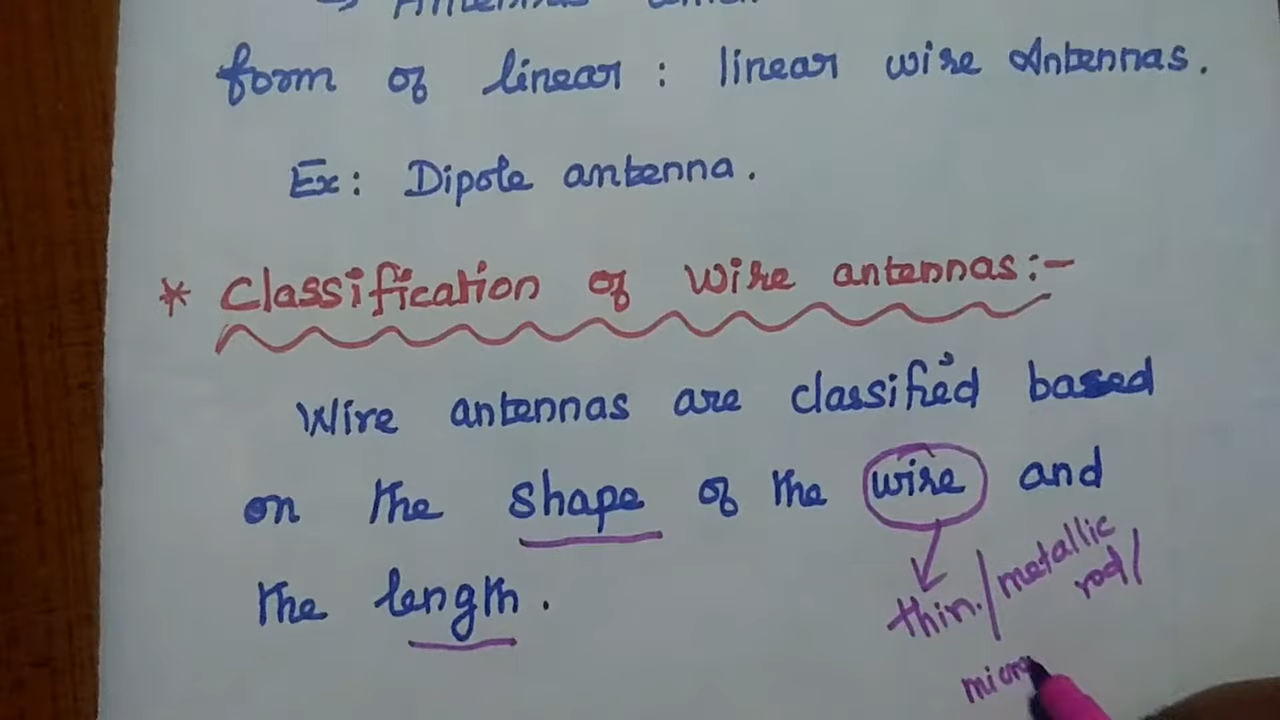 form of linear : linear wire Antennas.
Ex: Dipole antenna.
* Classification of wire antennas:-
Wire antennas are classified based
on the shape of the wire and
the length.
thin./metallic
rod/